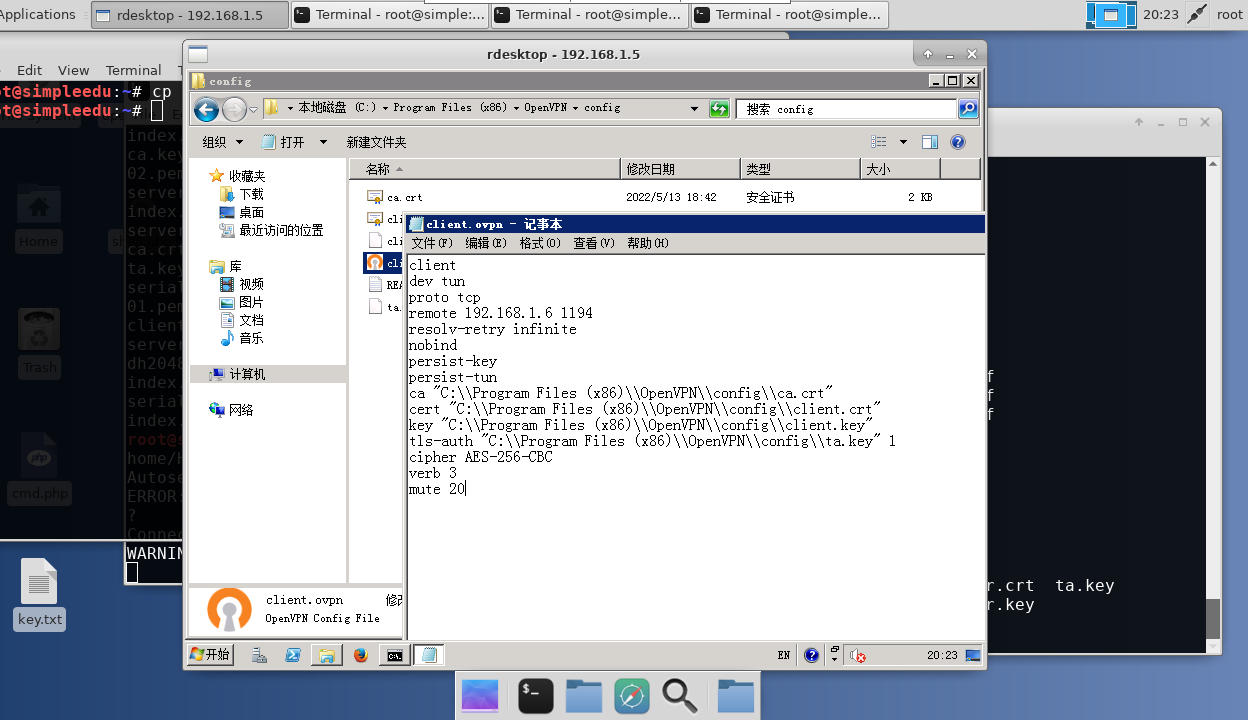 Applications
rdesktop - 192.168.1.5
Terminal - root@simple:...
Terminal - root@simple...
Terminal - root@simple...
20:23
root
Edit View Terminal
t@simpleedu:~# cp
t@simpleedu:~#
Home
Trash
cmd.php
key.txt
index.
ca.key
02.pem
server
index.
server
ca.crt
ta.key
serial
01.pem
client
server
dh2048
index.
serial
index.
root@s
home/H
Autose
ERROR:
?
Connec
WARNIN
rdesktop - 192.168.1.5
config
本地磁盘 (C:) Program Files (x86) OpenVPN config
搜索 config
组织 打开 新建文件夹
收藏夹
下载
桌面
最近访问的位置
库
视频
图片
文档
音乐
计算机
网络
名称 修改日期 类型 大小
ca.crt 2022/5/13 18:42 安全证书 2 KB
cli
cli
cli
REA
ta.
client.ovpn - 记事本
文件(F) 编辑(E) 格式(O) 查看(V) 帮助(H)
client
dev tun
proto tcp
remote 192.168.1.6 1194
resolv-retry infinite
nobind
persist-key
persist-tun
ca "C:\\Program Files (x86)\\OpenVPN\\config\\ca.crt"
cert "C:\\Program Files (x86)\\OpenVPN\\config\\client.crt"
key "C:\\Program Files (x86)\\OpenVPN\\config\\client.key"
tls-auth "C:\\Program Files (x86)\\OpenVPN\\config\\ta.key" 1
cipher AES-256-CBC
verb 3
mute 20
client.ovpn 修改
OpenVPN Config File
开始
EN
20:23
f
f
f
r.crt ta.key
r.key